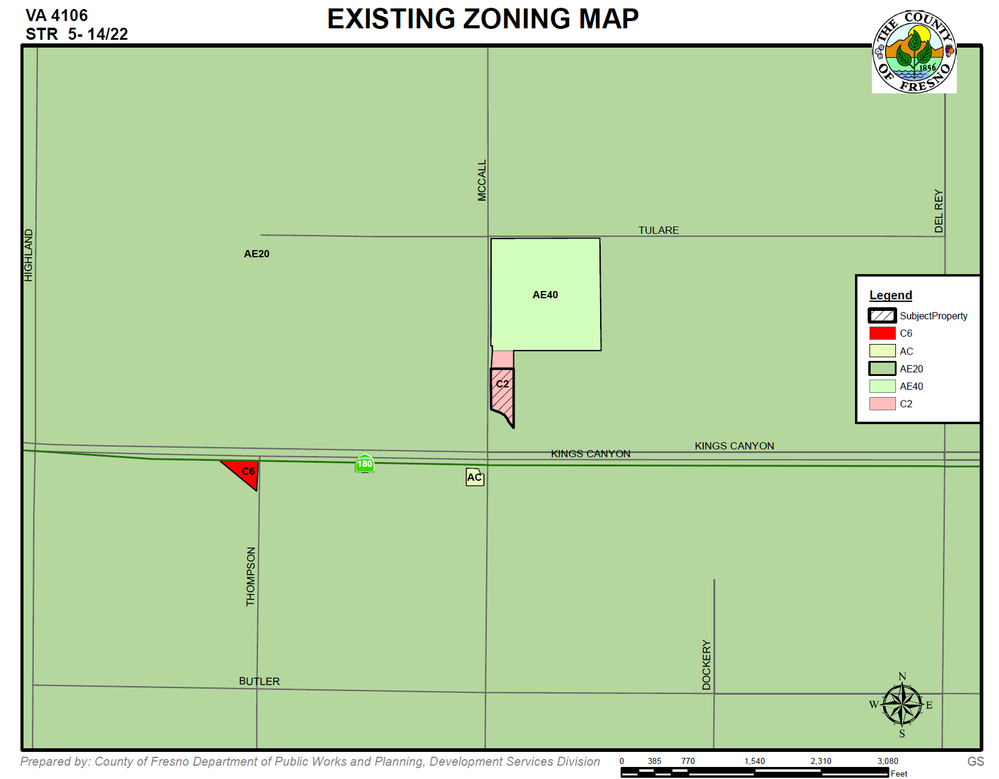 VA 4106
STR 5- 14/22
EXISTING ZONING MAP
THE COUNTY
OF FRESNO
1856
MCCALL
DEL REY
TULARE
HIGHLAND
AE20
AE40
Legend
SubjectProperty
C6
AC
AE20
AE40
C2
C2
KINGS CANYON
KINGS CANYON
180
C6
AC
THOMPSON
DOCKERY
BUTLER
N
W E
S
Prepared by: County of Fresno Department of Public Works and Planning, Development Services Division
0 385 770 1,540 2,310 3,080
Feet
GS